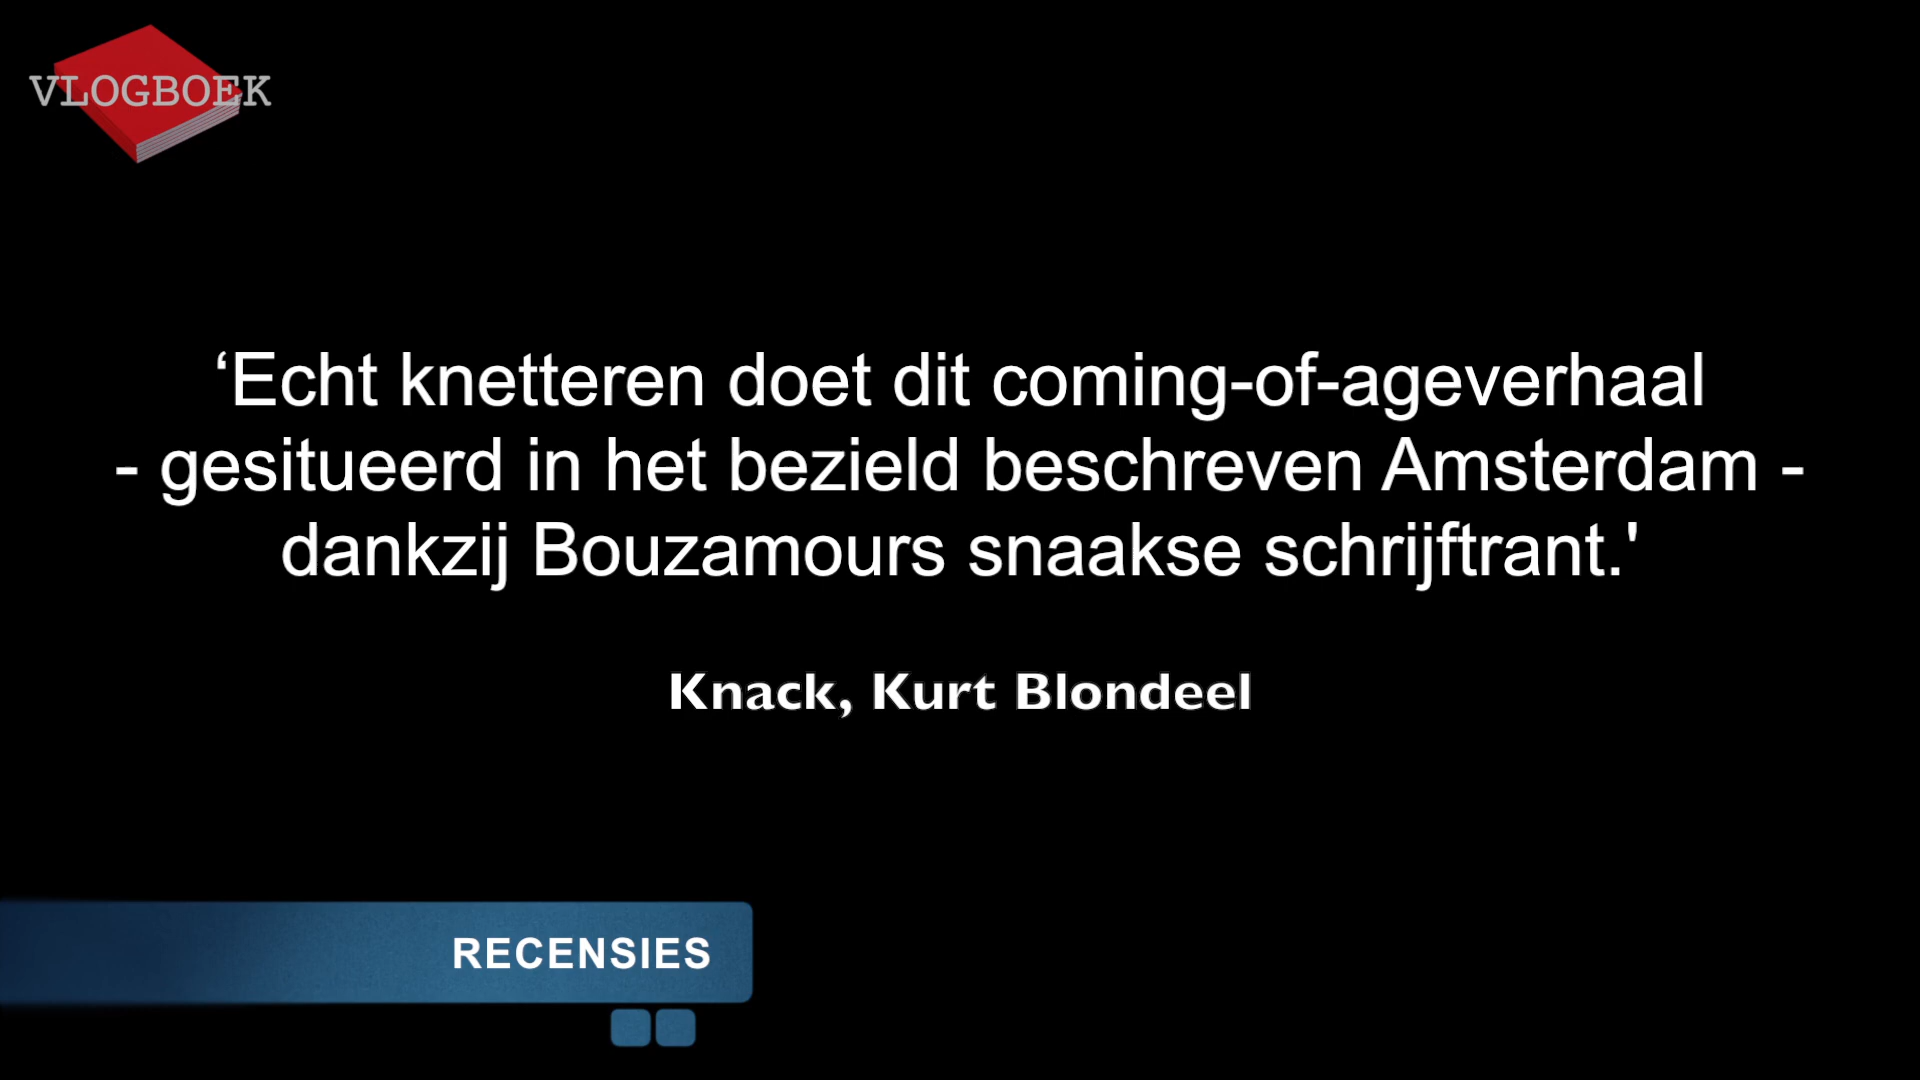 VLOGBOEK
‘Echt knetteren doet dit coming-of-ageverhaal
- gesitueerd in het bezield beschreven Amsterdam -
dankzij Bouzamours snaakse schrijftrant.'
Knack, Kurt Blondeel
RECENSIES